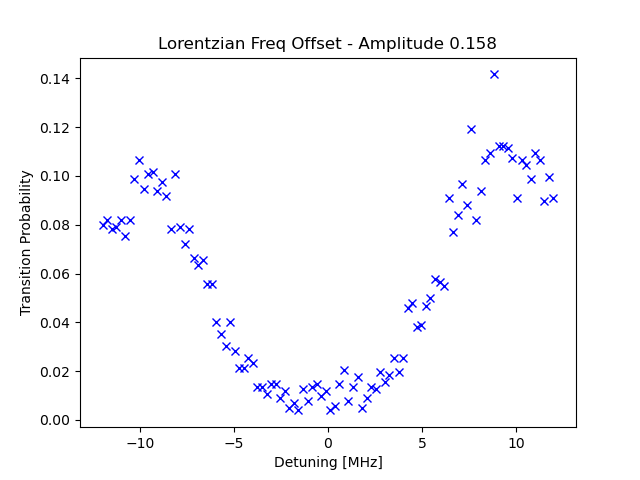 Lorentzian Freq Offset - Amplitude 0.158
Transition Probability
0.14
0.12
0.10
0.08
0.06
0.04
0.02
0.00
−10 −5 0 5 10
Detuning [MHz]